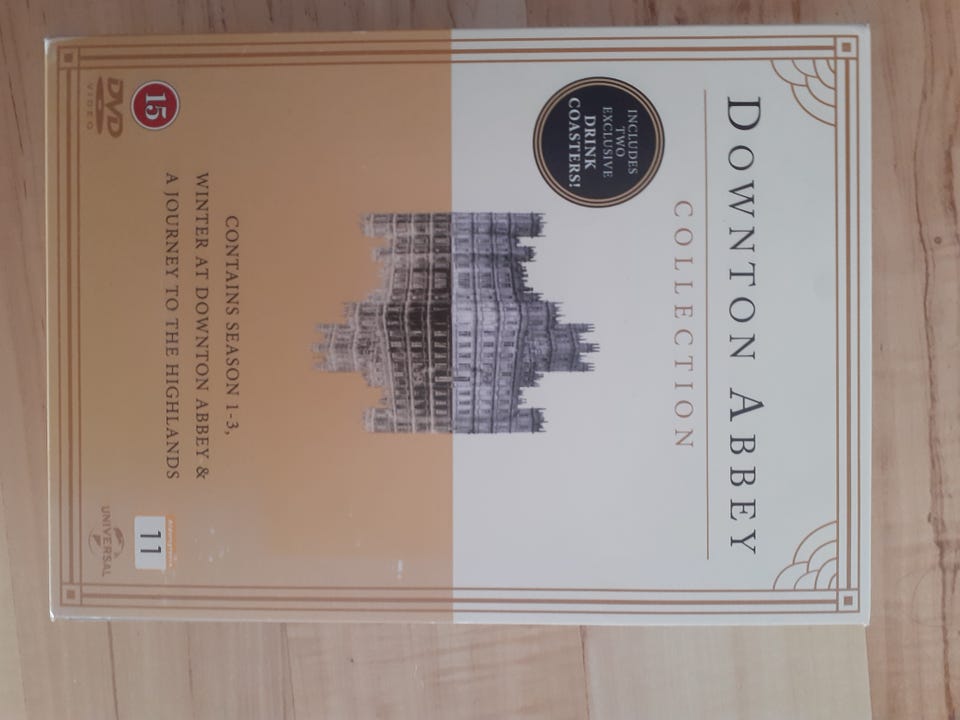 DOWNTON ABBEY
COLLECTION
INCLUDES
TWO
EXCLUSIVE
DRINK
COASTERS!
CONTAINS SEASON 1-3,
WINTER AT DOWNTON ABBEY &
A JOURNEY TO THE HIGHLANDS
15
DVD
VIDEO
11
UNIVERSAL